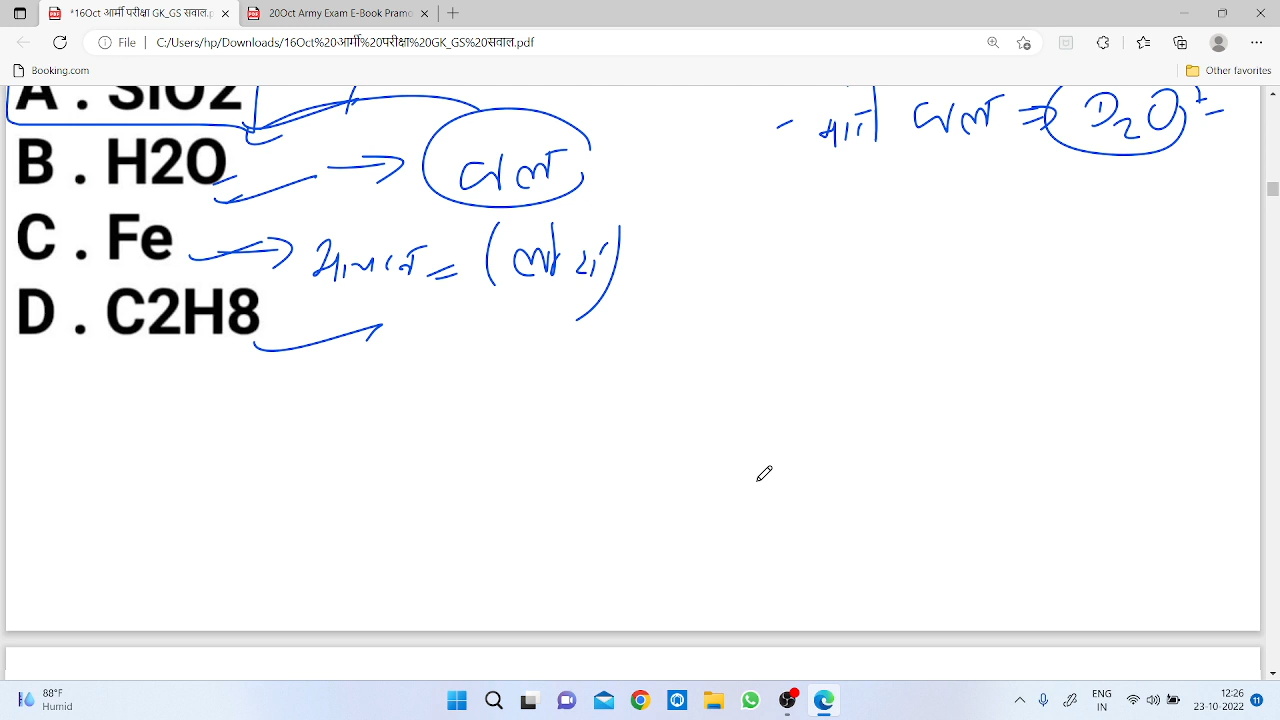 *16Oct आर्मी परीक्षा GK_GS सवाल.p
20Oct Army Exam E-Book Pramo
File C:/Users/hp/Downloads/16Oct%20आर्मी%20परीक्षा%20GK_GS%20सवाल.pdf
Booking.com
Other favorites
A . SiO2
जल ⇒ D2O
B . H2O → जल
C . Fe → आयरन = (लोहा)
D . C2H8
88°F
Humid
ENG
IN
12:26
23-10-2022
11